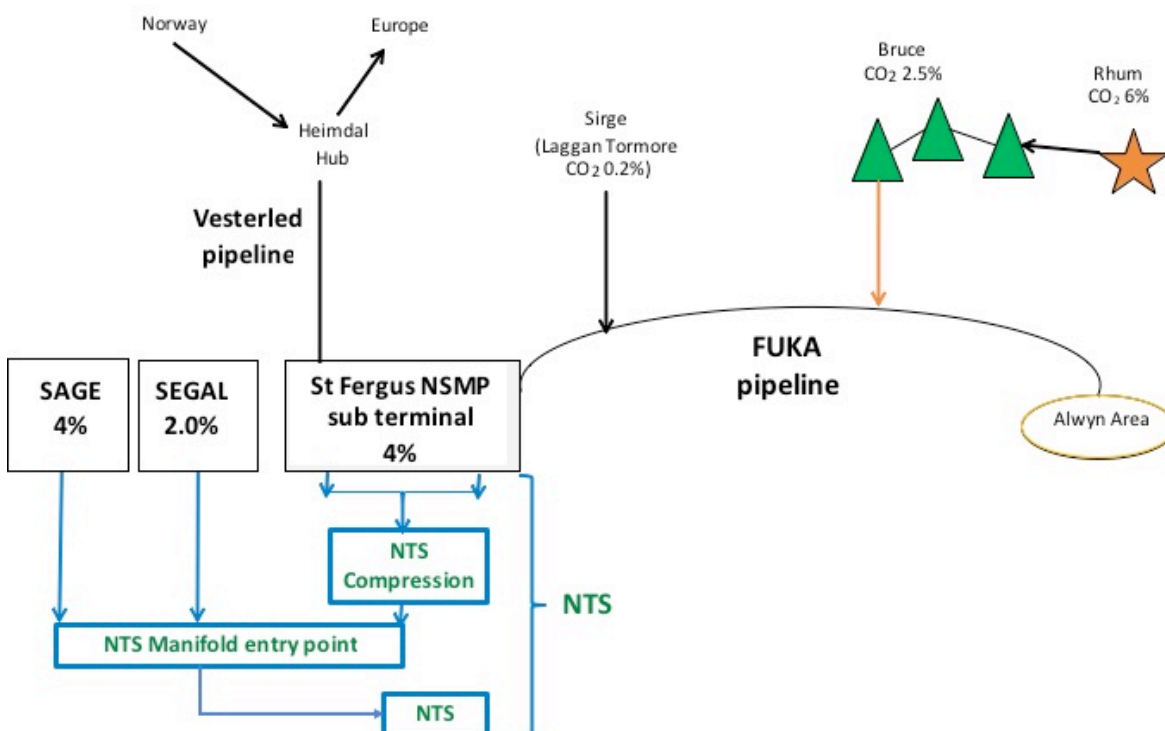 Norway
Europe
Heimdal
Hub
Vesterled
pipeline
Sirge
(Laggan Tormore
CO₂ 0.2%)
Bruce
CO₂ 2.5%
Rhum
CO₂ 6%
FUKA
pipeline
Alwyn Area
SAGE
4%
SEGAL
2.0%
St Fergus NSMP
sub terminal
4%
NTS
Compression
NTS Manifold entry point
NTS
NTS